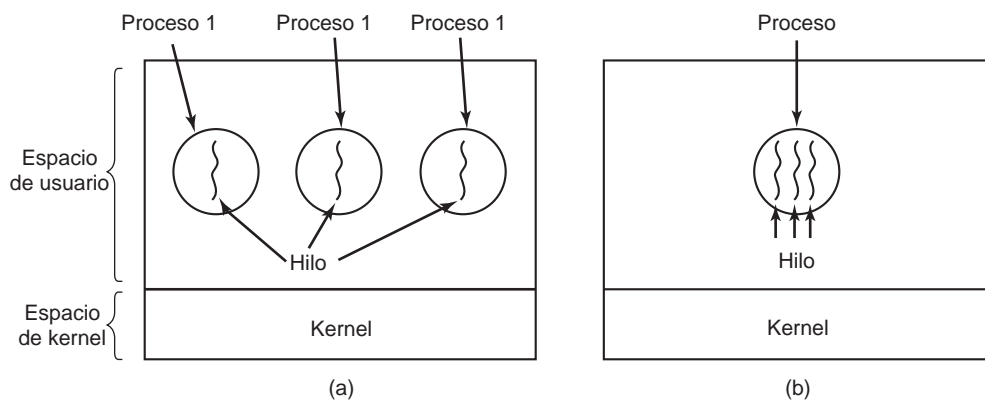 Proceso 1
Proceso 1
Proceso 1
Proceso
Espacio
de usuario
Hilo
Hilo
Espacio
de kernel
Kernel
Kernel
(a)
(b)